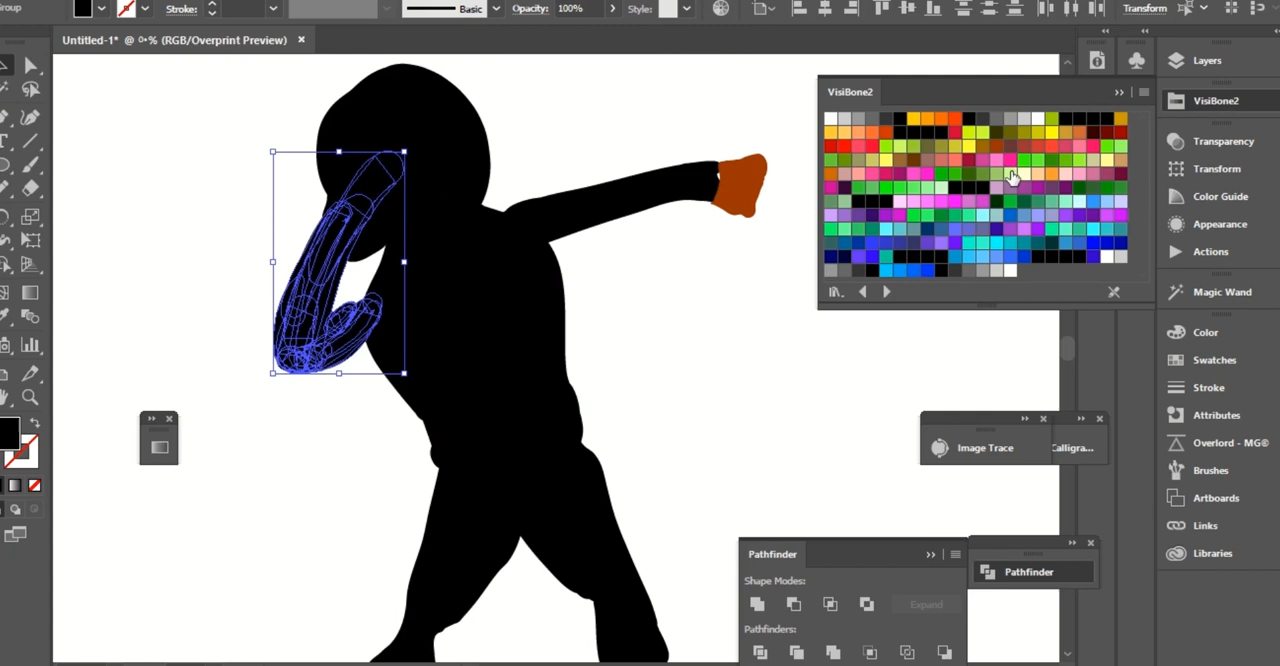 Group
Stroke:
Basic
Opacity:
100%
Style:
Transform
Untitled-1* @
(RGB/Overprint Preview)
Layers
VisiBone2
VisiBone2
Transparency
Transform
Color Guide
Appearance
Actions
Magic Wand
Color
Swatches
Stroke
Attributes
Image Trace
Calligra...
Overlord - MG®
Brushes
Artboards
Links
Libraries
Pathfinder
Pathfinder
Shape Modes:
Expand
Pathfinders: